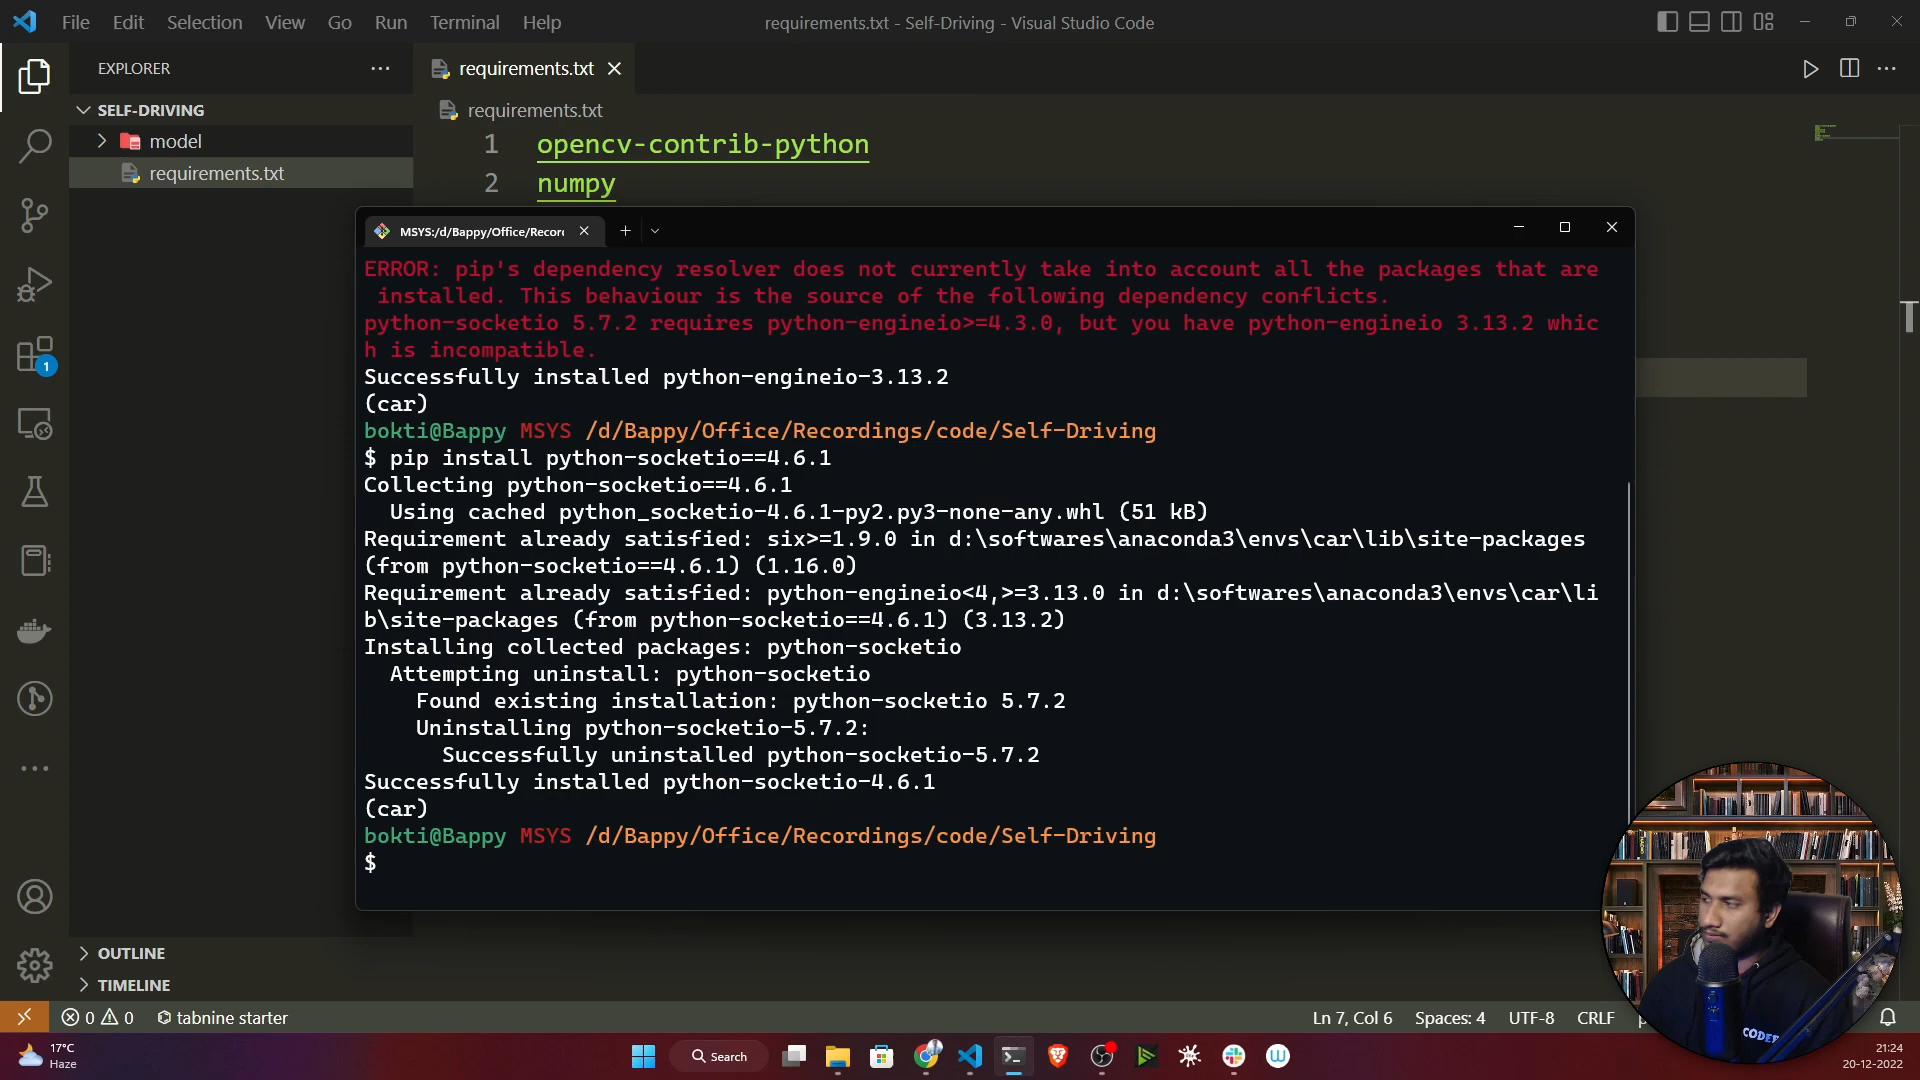 File Edit Selection View Go Run Terminal Help
requirements.txt - Self-Driving - Visual Studio Code
EXPLORER
requirements.txt
SELF-DRIVING
model
requirements.txt
requirements.txt
1 opencv-contrib-python
2 numpy
MSYS:/d/Bappy/Office/Recor
ERROR: pip's dependency resolver does not currently take into account all the packages that are
installed. This behaviour is the source of the following dependency conflicts.
python-socketio 5.7.2 requires python-engineio>=4.3.0, but you have python-engineio 3.13.2 whic
h is incompatible.
Successfully installed python-engineio-3.13.2
(car)
bokti@Bappy MSYS /d/Bappy/Office/Recordings/code/Self-Driving
$ pip install python-socketio==4.6.1
Collecting python-socketio==4.6.1
Using cached python_socketio-4.6.1-py2.py3-none-any.whl (51 kB)
Requirement already satisfied: six>=1.9.0 in d:\softwares\anaconda3\envs\car\lib\site-packages
(from python-socketio==4.6.1) (1.16.0)
Requirement already satisfied: python-engineio<4,>=3.13.0 in d:\softwares\anaconda3\envs\car\li
b\site-packages (from python-socketio==4.6.1) (3.13.2)
Installing collected packages: python-socketio
Attempting uninstall: python-socketio
Found existing installation: python-socketio 5.7.2
Uninstalling python-socketio-5.7.2:
Successfully uninstalled python-socketio-5.7.2
Successfully installed python-socketio-4.6.1
(car)
bokti@Bappy MSYS /d/Bappy/Office/Recordings/code/Self-Driving
$
1
OUTLINE
TIMELINE
0 0 tabnine starter
Ln 7, Col 6 Spaces: 4 UTF-8 CRLF
17°C
Haze
Search
21:24
20-12-2022